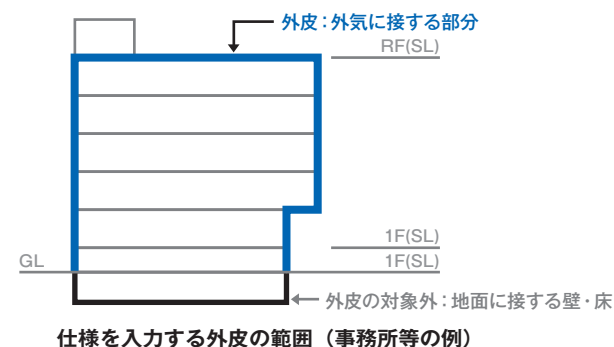 外皮：外気に接する部分
RF(SL)
1F(SL)
GL
1F(SL)
外皮の対象外：地面に接する壁・床
仕様を入力する外皮の範囲（事務所等の例）